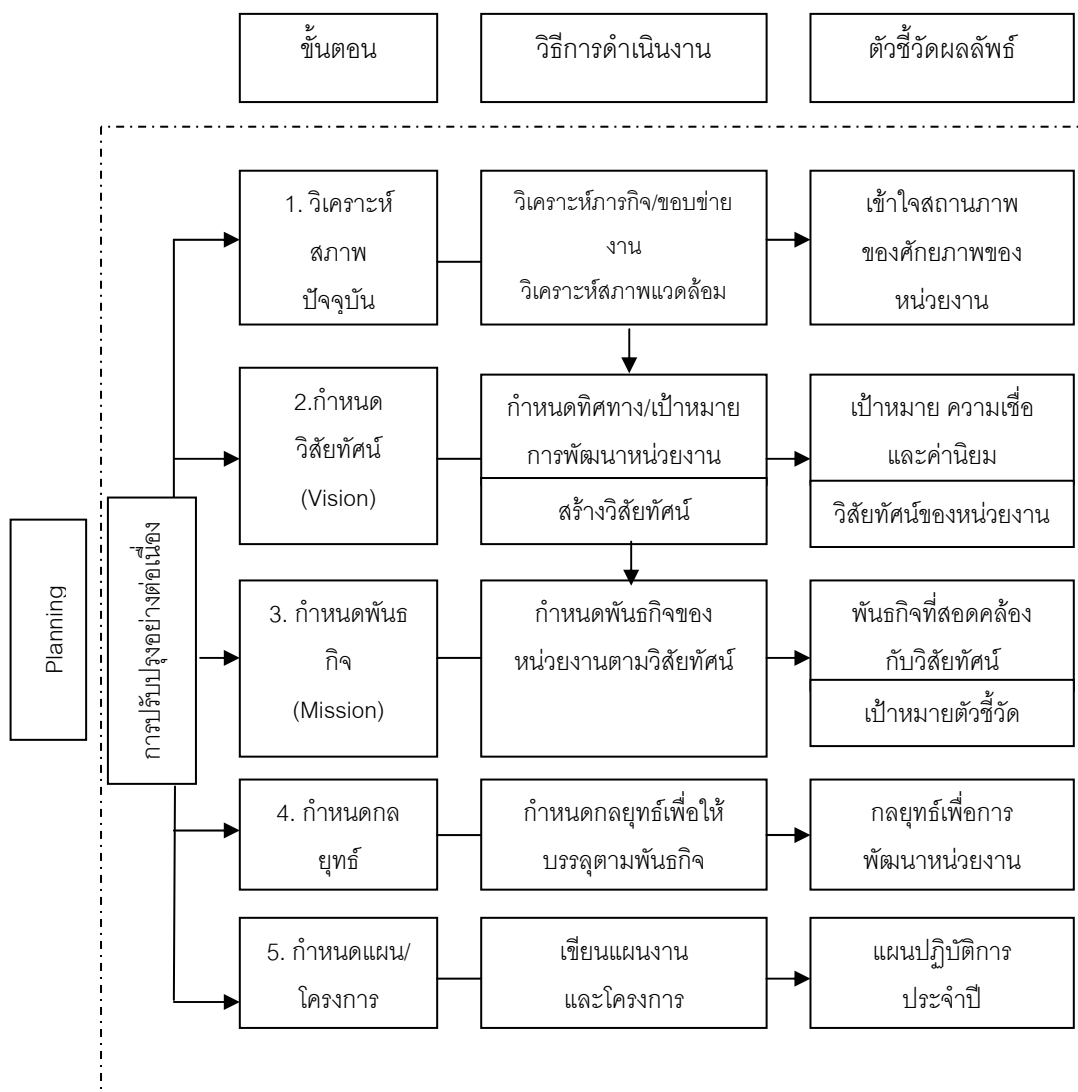 ขั้นตอน
วิธีการดำเนินงาน
ตัวชี้วัดผลลัพธ์
Planning
การปรับปรุงอย่างต่อเนื่อง
1. วิเคราะห์
สภาพ
ปัจจุบัน
วิเคราะห์ภารกิจ/ขอบข่าย
งาน
วิเคราะห์สภาพแวดล้อม
เข้าใจสถานภาพ
ของศักยภาพของ
หน่วยงาน
2.กำหนด
วิสัยทัศน์
(Vision)
กำหนดทิศทาง/เป้าหมาย
การพัฒนาหน่วยงาน
สร้างวิสัยทัศน์
เป้าหมาย ความเชื่อ
และค่านิยม
วิสัยทัศน์ของหน่วยงาน
3. กำหนดพันธ
กิจ
(Mission)
กำหนดพันธกิจของ
หน่วยงานตามวิสัยทัศน์
พันธกิจที่สอดคล้อง
กับวิสัยทัศน์
เป้าหมายตัวชี้วัด
4. กำหนดกล
ยุทธ์
กำหนดกลยุทธ์เพื่อให้
บรรลุตามพันธกิจ
กลยุทธ์เพื่อการ
พัฒนาหน่วยงาน
5. กำหนดแผน/
โครงการ
เขียนแผนงาน
และโครงการ
แผนปฏิบัติการ
ประจำปี